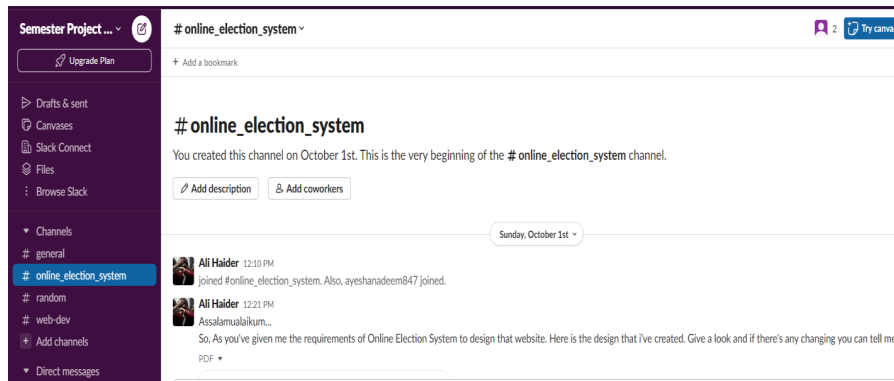 Semester Project ...
Upgrade Plan
Drafts & sent
Canvases
Slack Connect
Files
Browse Slack
Channels
# general
# online_election_system
# random
# web-dev
+ Add channels
Direct messages
# online_election_system
2
Try canva
+ Add a bookmark
# online_election_system
You created this channel on October 1st. This is the very beginning of the # online_election_system channel.
Add description
Add coworkers
Sunday, October 1st
Ali Haider 12:10 PM
joined #online_election_system. Also, ayeshanadeem847 joined.
Ali Haider 12:21 PM
Assalamualaikum...
So, As you've given me the requirements of Online Election System to design that website. Here is the design that i've created. Give a look and if there's any changing you can tell me
PDF